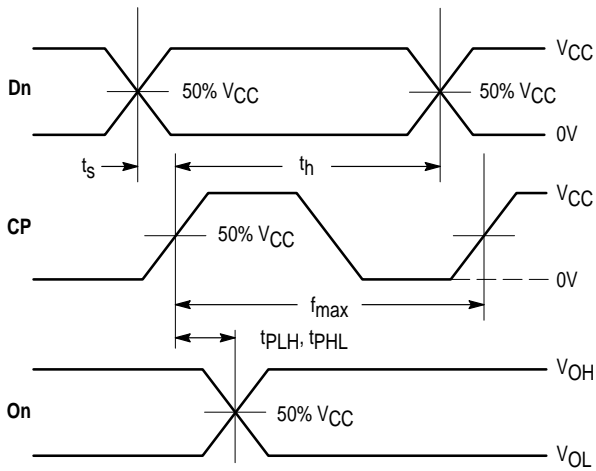 VCC
Dn
50% VCC
50% VCC
0V
ts
th
VCC
CP
50% VCC
0V
fmax
tPLH, tPHL
VOH
On
50% VCC
VOL